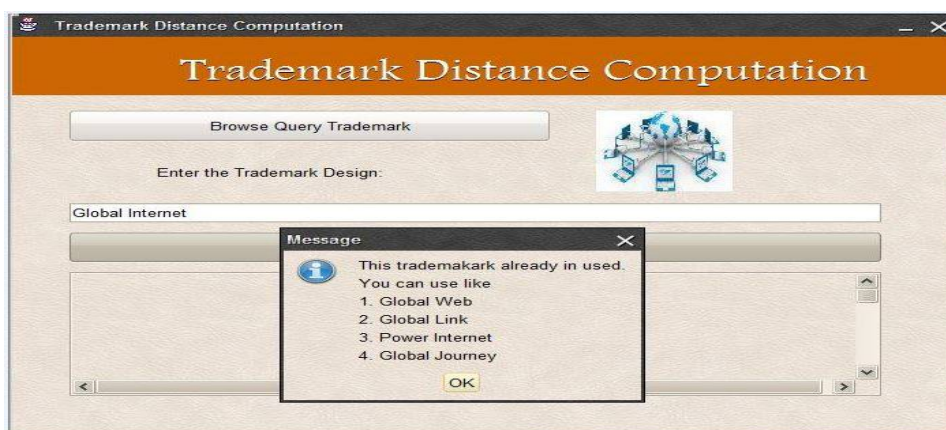 Trademark Distance Computation
Trademark Distance Computation
Browse Query Trademark
Enter the Trademark Design:
Global Internet
Message
This trademakark already in used.
You can use like
1. Global Web
2. Global Link
3. Power Internet
4. Global Journey
OK